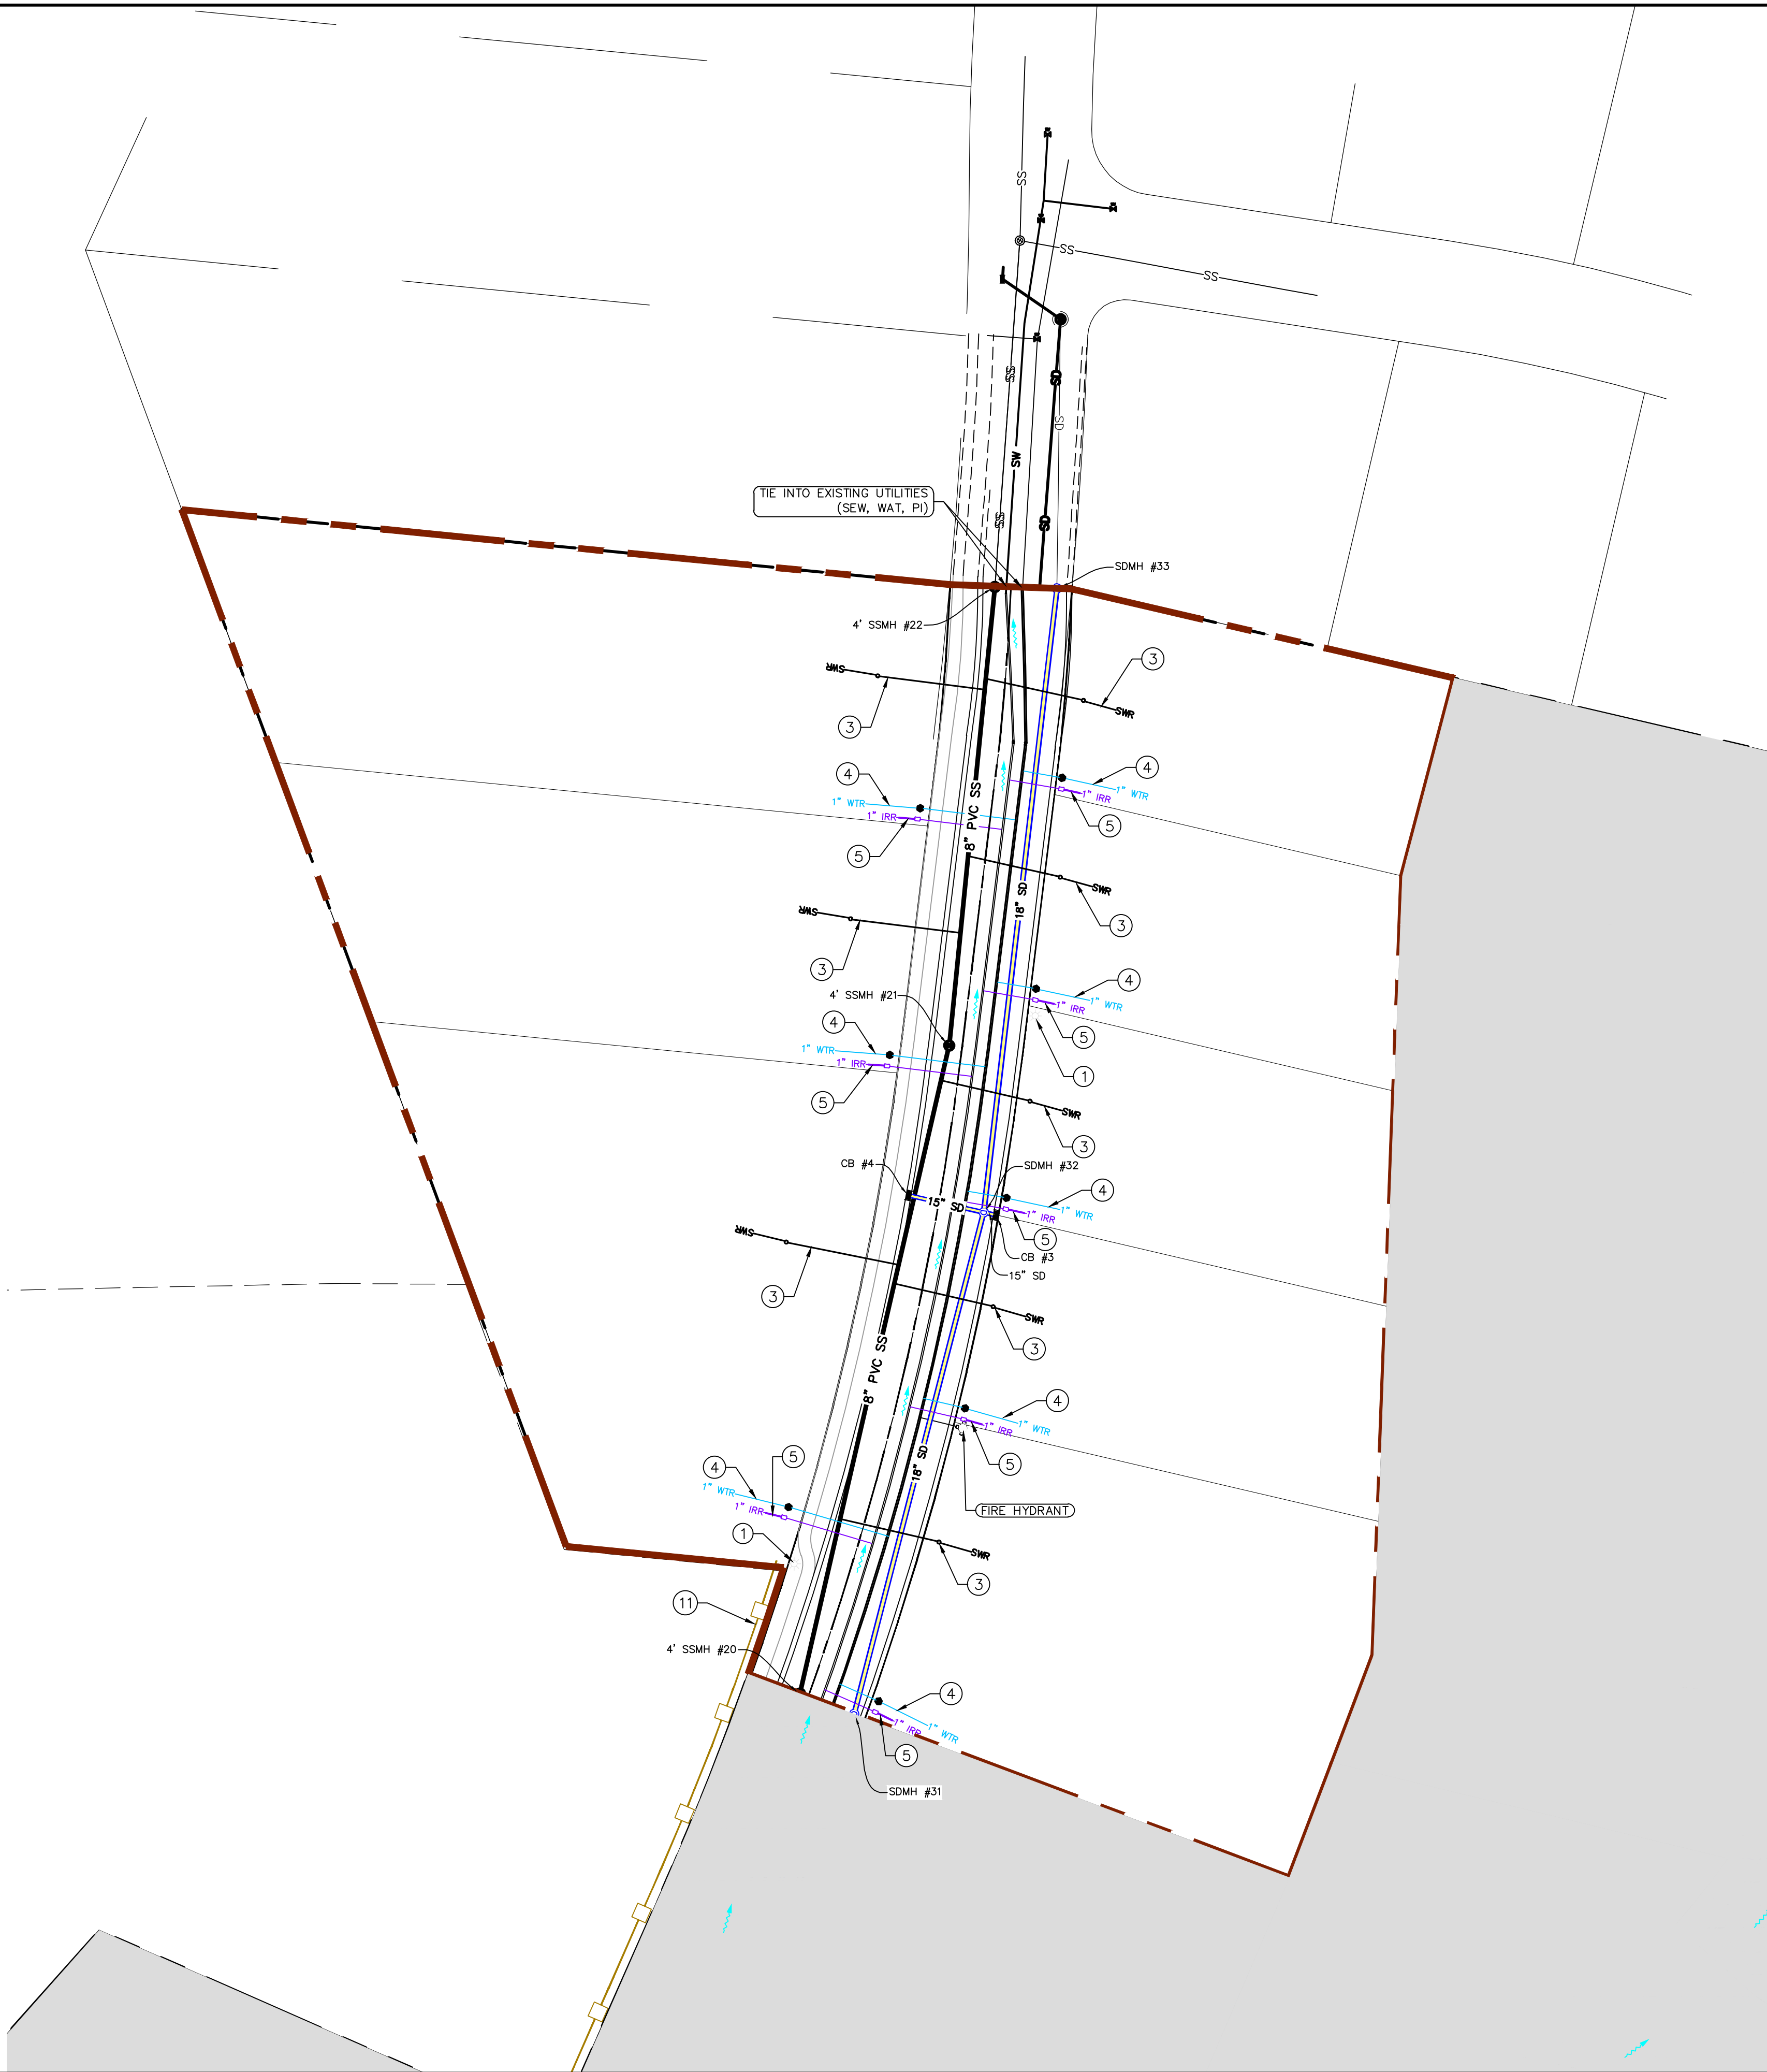 SS
SS
SS
SS
SS
SD
SD
SW
SS
SS
SD
TIE INTO EXISTING UTILITIES
(SEW, WAT, PI)
SDMH #33
4' SSMH #22
3
SWR
SWR
3
4
4
1" WTR
1" WTR
1" IRR
1" IRR
5
5
8" PVC SS
18" SD
SWR
3
SWR
3
4
4' SSMH #21
1" WTR
1" IRR
4
5
1" WTR
1" IRR
1
5
SWR
3
CB #4
SDMH #32
4
15" SD
1" WTR
1" IRR
5
SWR
CB #3
15" SD
3
SWR
3
8" PVC SS
4
1" WTR
1" IRR
5
18" SD
5
4
1" WTR
1" IRR
FIRE HYDRANT
1
SWR
3
11
4' SSMH #20
4
1" IRR
1" WTR
5
SDMH #31